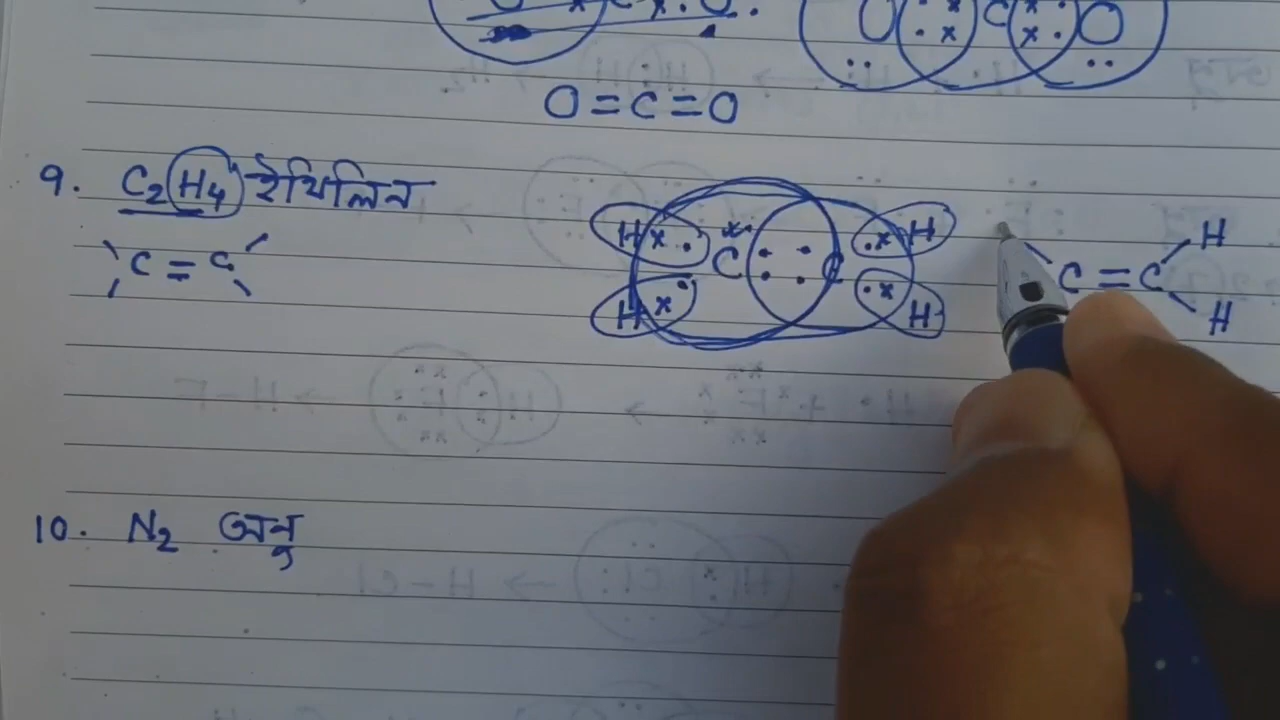 O C O
O = C = O
9. C2H4 ইথিলিন
C = C
H C C H
H H
C = C H
H
10. N2 অনু